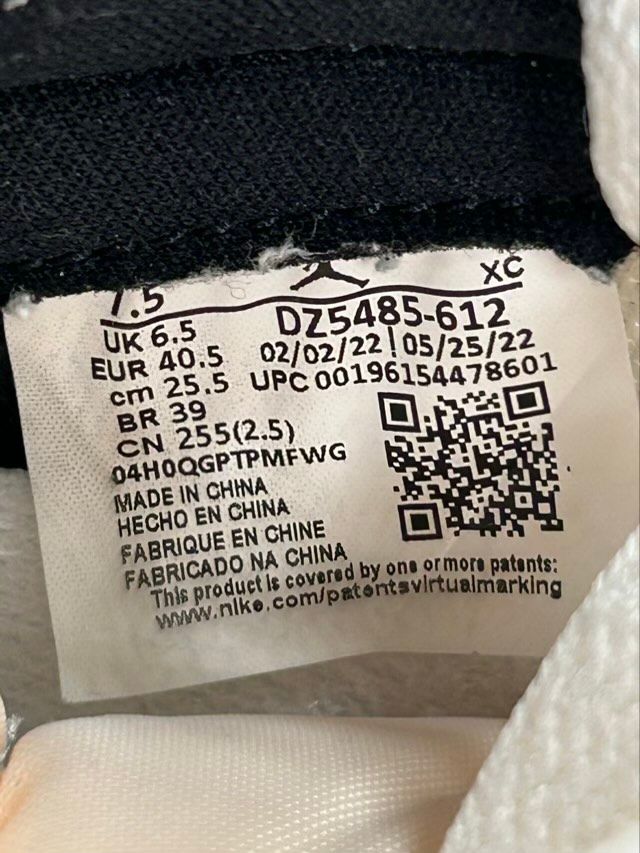 7.5 XC
UK 6.5 DZ5485-612
EUR 40.5 02/02/22 | 05/25/22
cm 25.5 UPC 00196154478601
BR 39
CN 255(2.5)
04H0QGPTPMFWG
MADE IN CHINA
HECHO EN CHINA
FABRIQUE EN CHINE
FABRICADO NA CHINA
This product is covered by one or more patents:
www.nike.com/patentsvirtualmarking